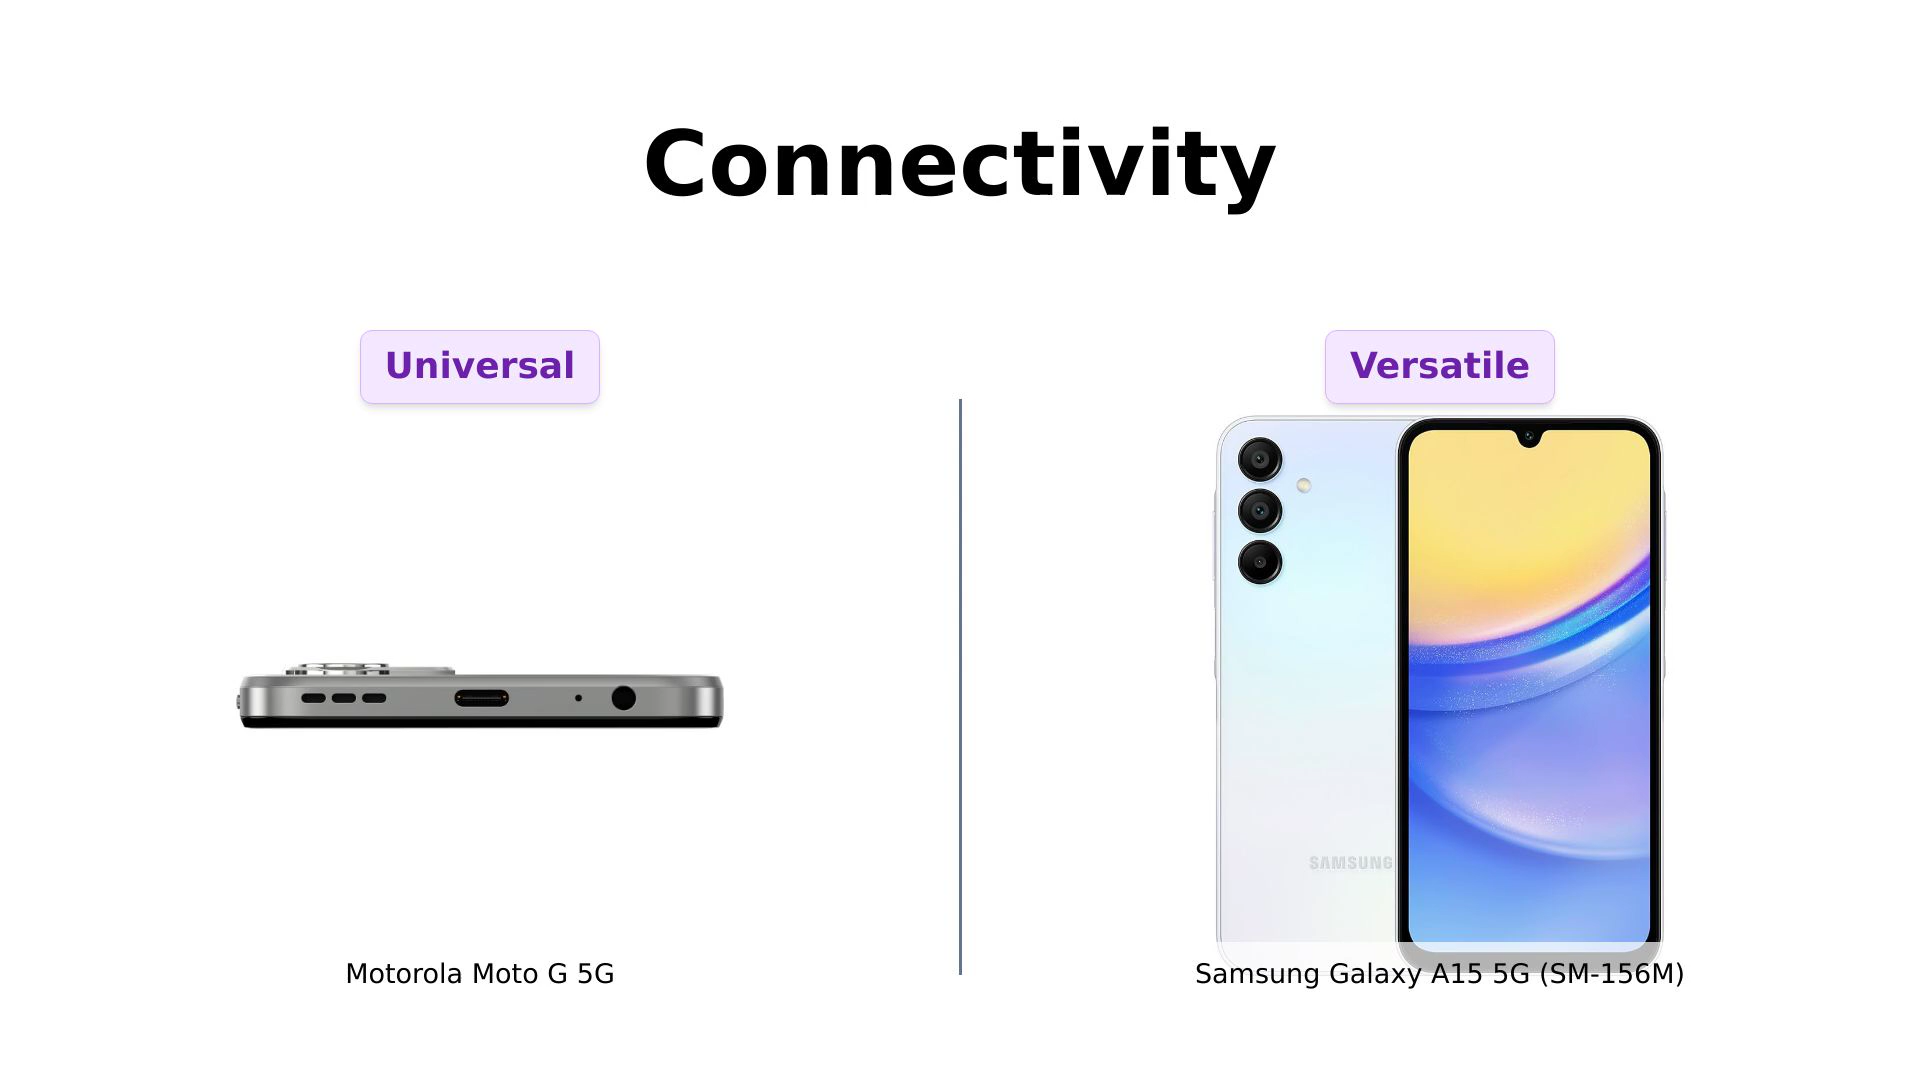 Connectivity
Universal
Versatile
SAMSUNG
Motorola Moto G 5G
Samsung Galaxy A15 5G (SM-156M)